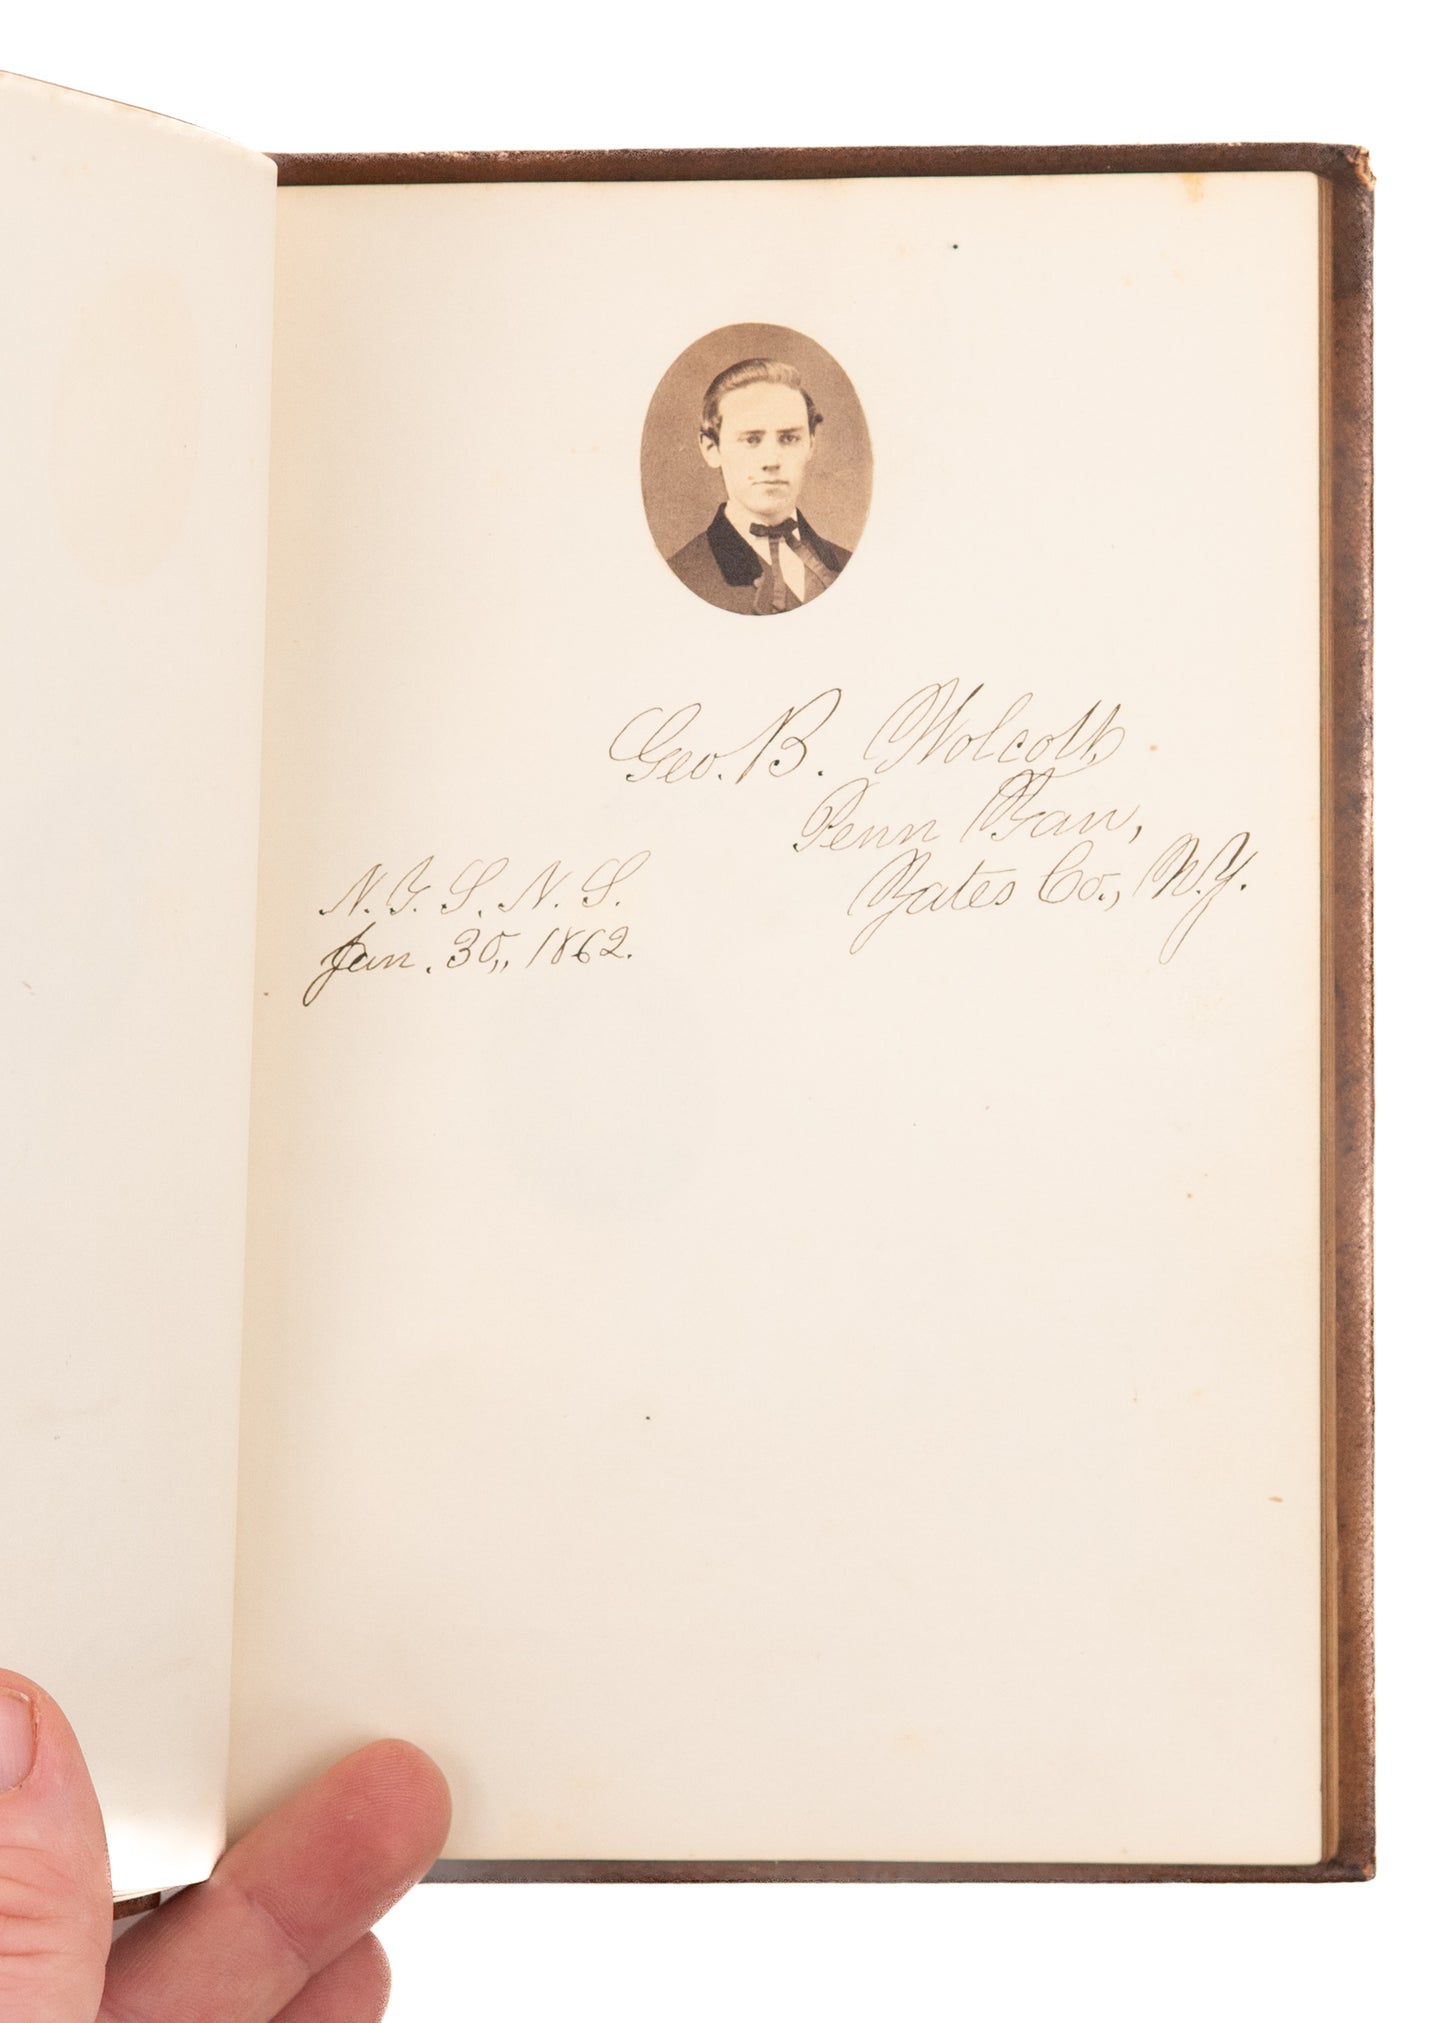 Geo. B. Wolcott,
Penn Yan,
Yates Co., N.Y.
N.Y.S.N.S.
Jan. 30,, 1862.